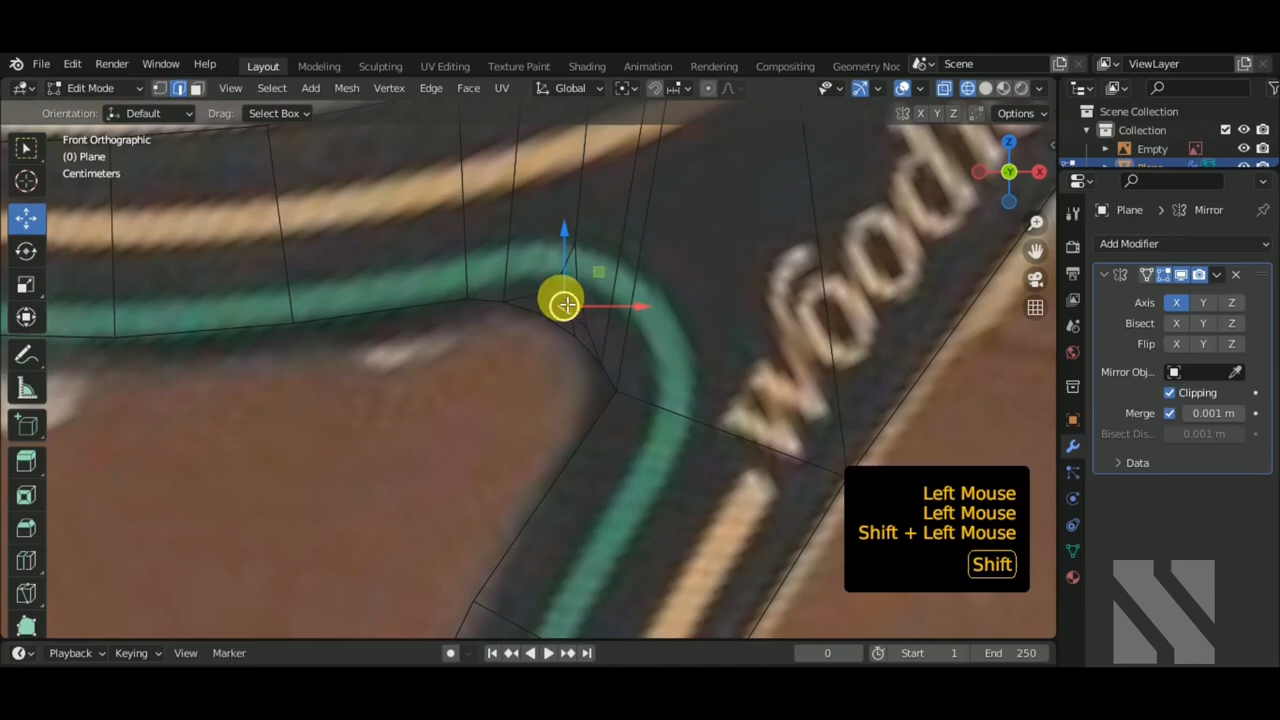 File Edit Render Window Help Layout Modeling Sculpting UV Editing Texture Paint Shading Animation Rendering Compositing Geometry Noc Scene ViewLayer
Edit Mode View Select Add Mesh Vertex Edge Face UV Global
Orientation: Default Drag: Select Box X Y Z Options
Front Orthographic
(0) Plane
Centimeters
Z
-Y X
woodl
Scene Collection
Collection
Empty
Plane Mirror
Add Modifier
Axis X Y Z
Bisect X Y Z
Flip X Y Z
Mirror Obj...
Clipping
Merge 0.001 m
Bisect Dis... 0.001 m
Data
Left Mouse
Left Mouse
Shift + Left Mouse
Shift
Playback Keying View Marker 0 Start 1 End 250